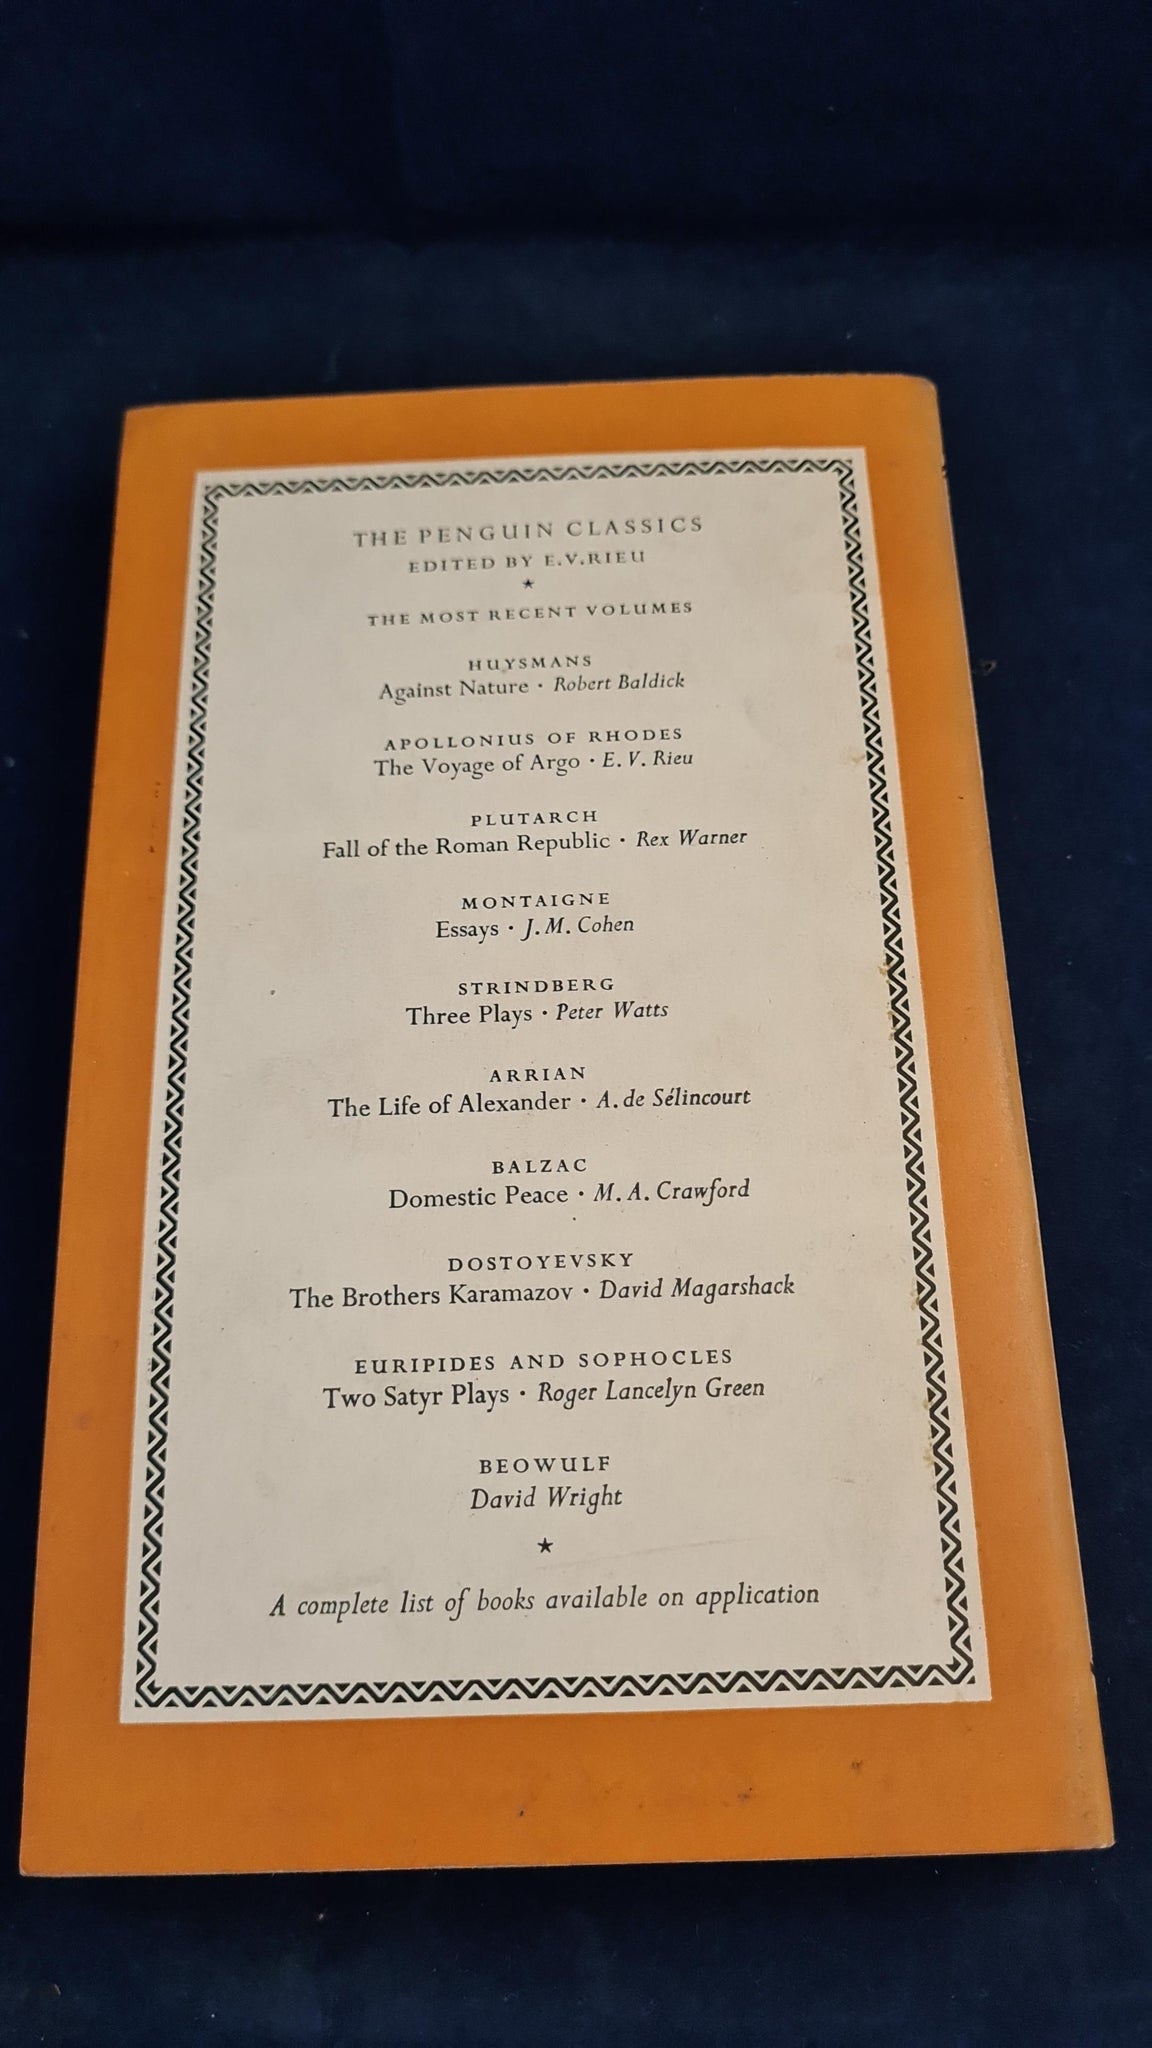 THE PENGUIN CLASSICS
EDITED BY E.V.RIEU
★
THE MOST RECENT VOLUMES
HUYSMANS
Against Nature · Robert Baldick
APOLLONIUS OF RHODES
The Voyage of Argo · E. V. Rieu
PLUTARCH
Fall of the Roman Republic · Rex Warner
MONTAIGNE
Essays · J. M. Cohen
STRINDBERG
Three Plays · Peter Watts
ARRIAN
The Life of Alexander · A. de Sélincourt
BALZAC
Domestic Peace · M. A. Crawford
DOSTOYEVSKY
The Brothers Karamazov · David Magarshack
EURIPIDES AND SOPHOCLES
Two Satyr Plays · Roger Lancelyn Green
BEOWULF
David Wright
★
A complete list of books available on application